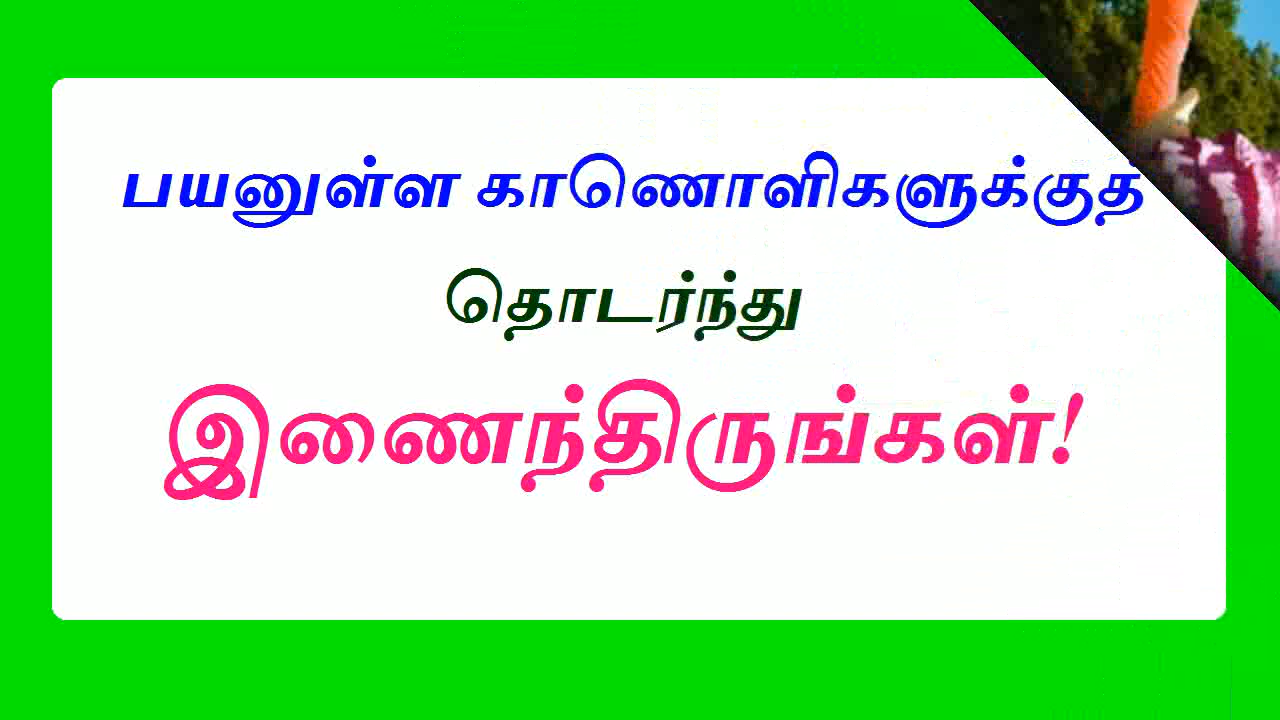 பயனுள்ள காணொளிகளுக்குத்
தொடர்ந்து
இணைந்திருங்கள்!